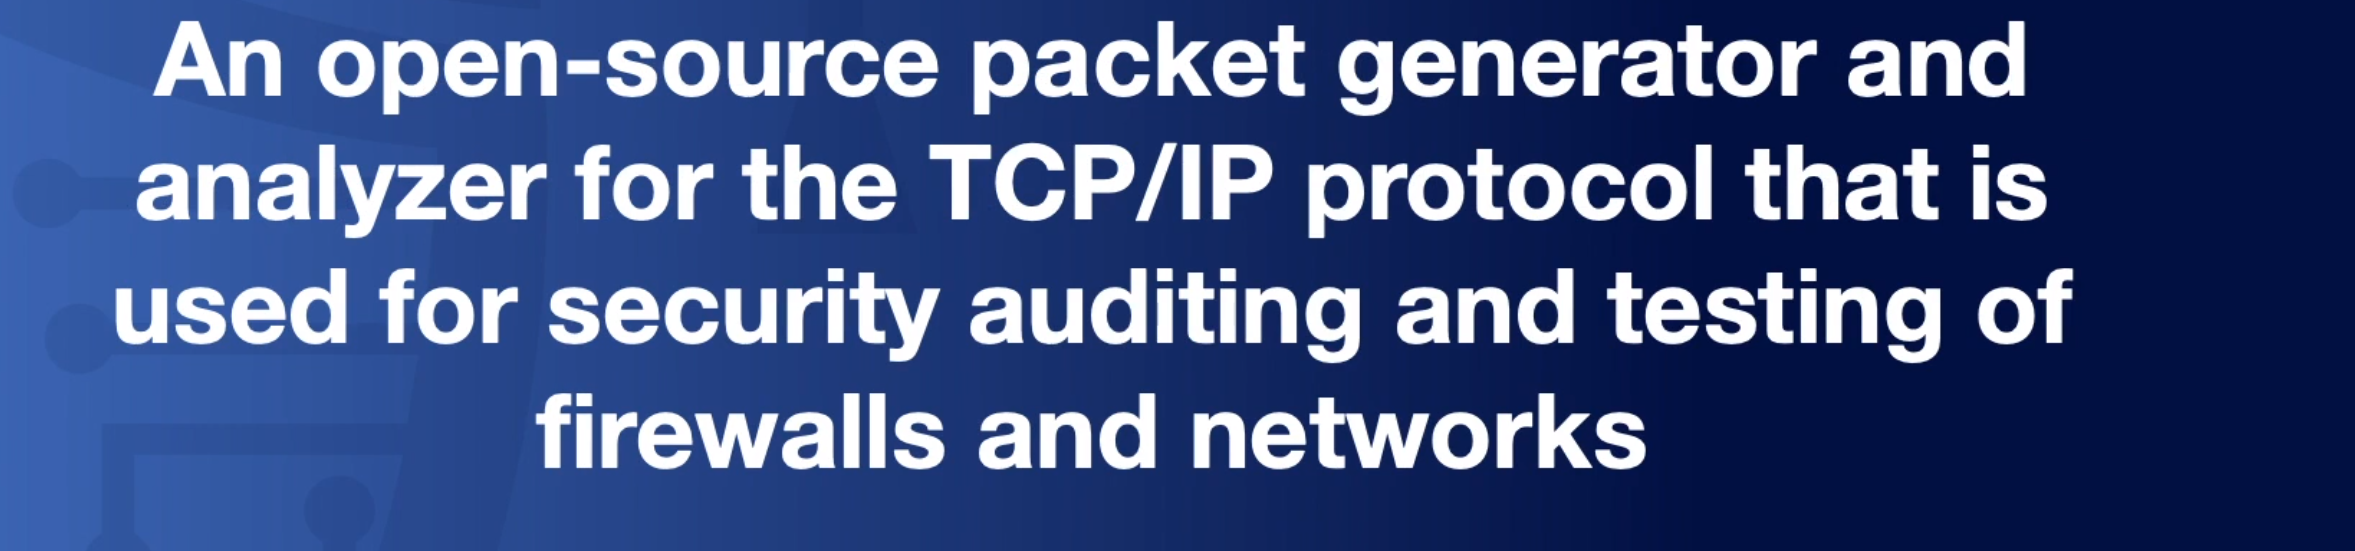 An open-source packet generator and
analyzer for the TCP/IP protocol that is
used for security auditing and testing of
firewalls and networks